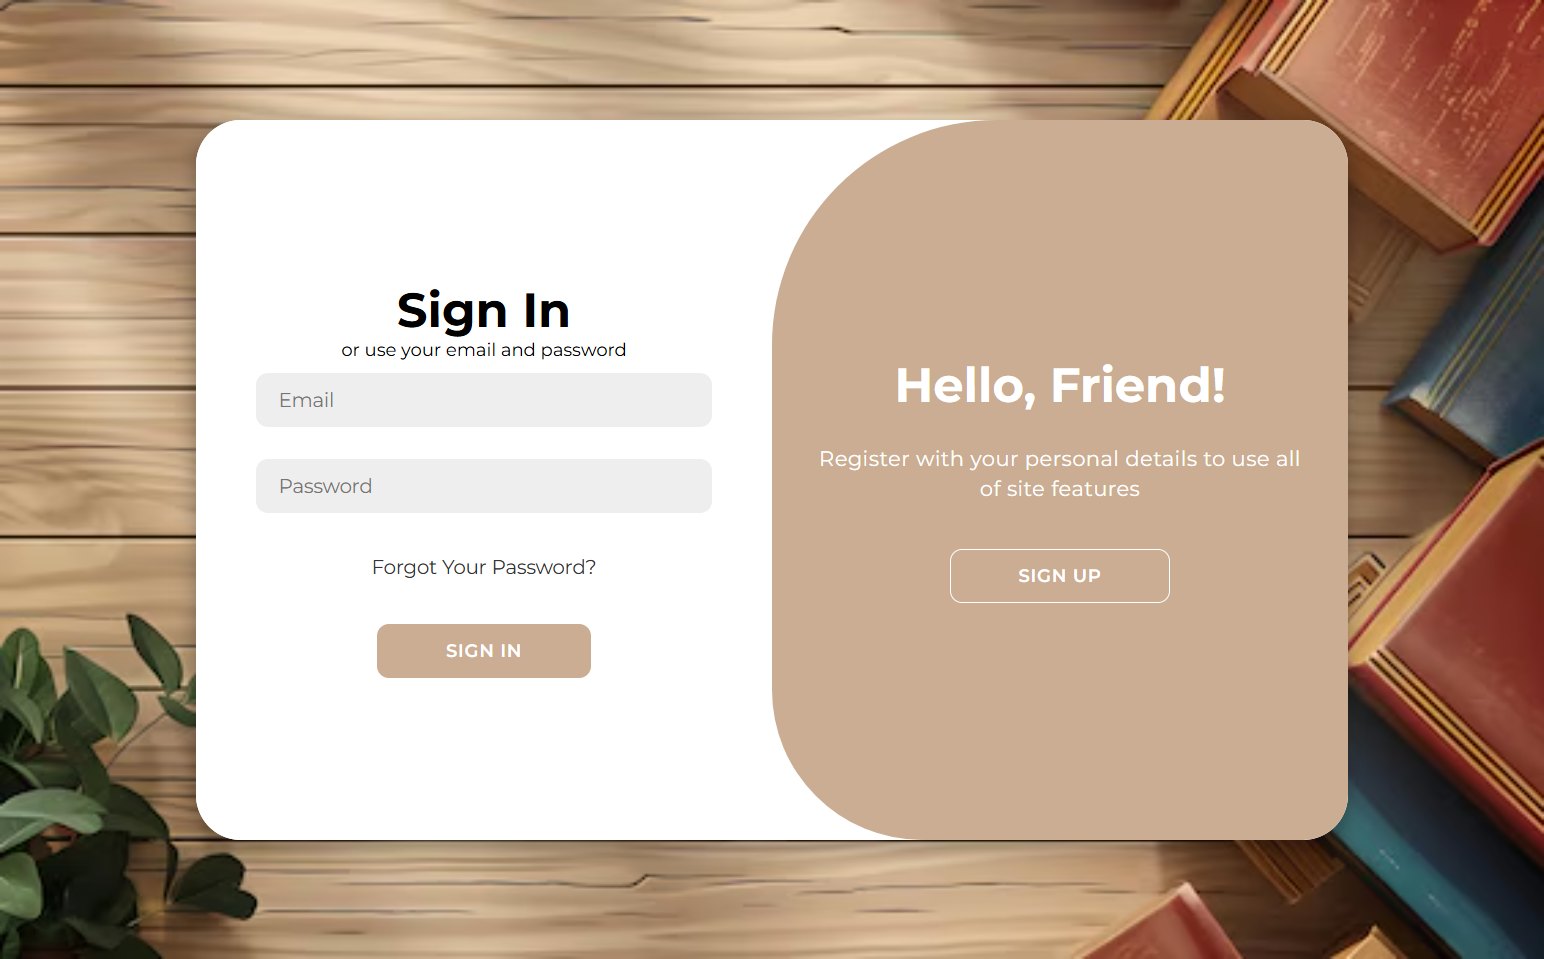 Sign In
or use your email and password
Email
Password
Forgot Your Password?
SIGN IN
Hello, Friend!
Register with your personal details to use all
of site features
SIGN UP